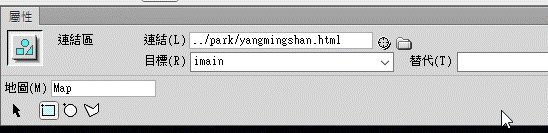 屬性
連結區 連結(L) ../park/yangmingshan.html
目標(R) imain 替代(T)
地圖(M) Map